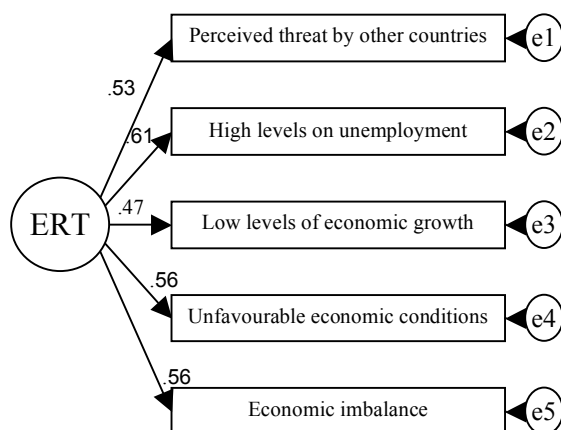 Perceived threat by other countries
e1
.53
High levels on unemployment
e2
.61
ERT
.47
Low levels of economic growth
e3
.56
Unfavourable economic conditions
e4
.56
Economic imbalance
e5